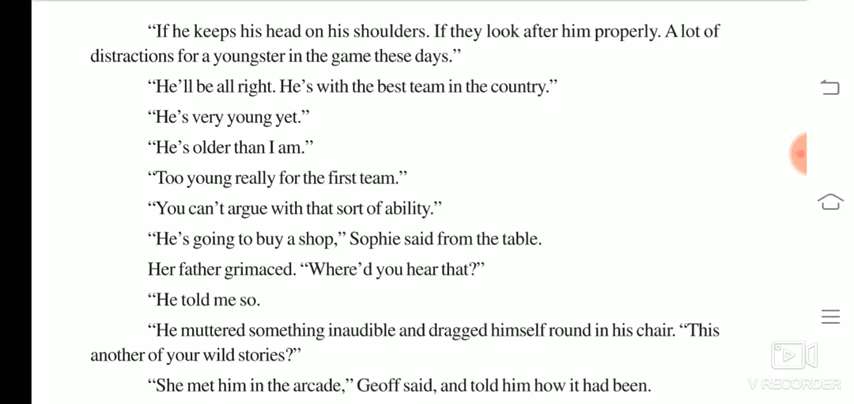 “If he keeps his head on his shoulders. If they look after him properly. A lot of
distractions for a youngster in the game these days.”
“He’ll be all right. He’s with the best team in the country.”
“He’s very young yet.”
“He’s older than I am.”
“Too young really for the first team.”
“You can’t argue with that sort of ability.”
“He’s going to buy a shop,” Sophie said from the table.
Her father grimaced. “Where’d you hear that?”
“He told me so.
“He muttered something inaudible and dragged himself round in his chair. “This
another of your wild stories?”
“She met him in the arcade,” Geoff said, and told him how it had been.
V RECORDER